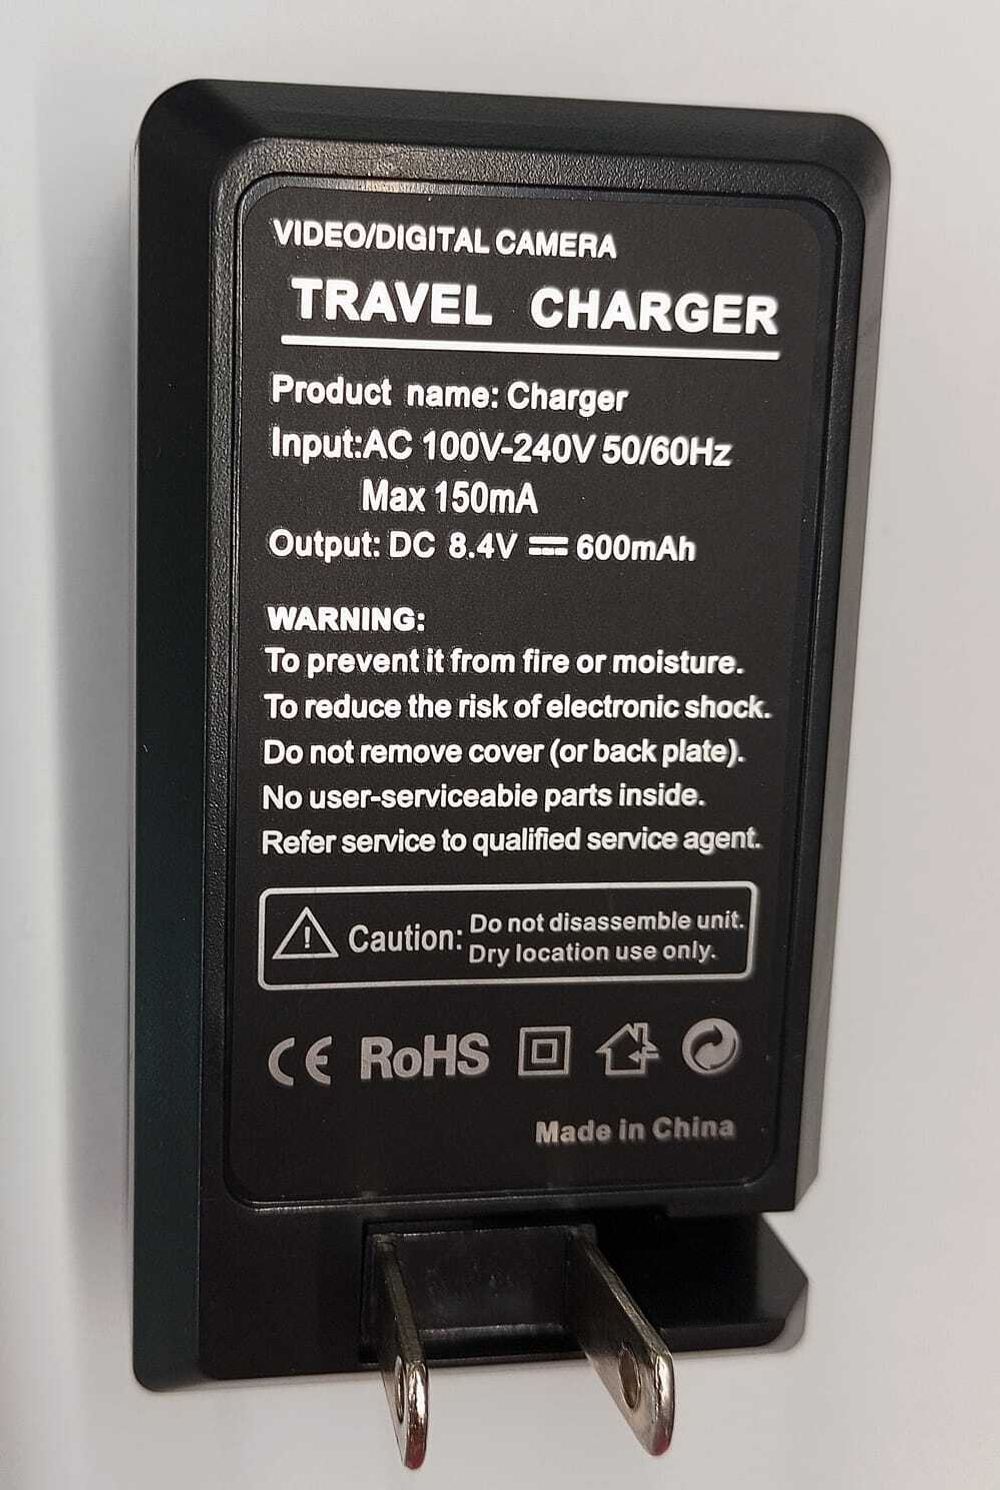 VIDEO/DIGITAL CAMERA
TRAVEL CHARGER
Product name: Charger
Input:AC 100V-240V 50/60Hz
Max 150mA
Output: DC 8.4V ⎓ 600mAh
WARNING:
To prevent it from fire or moisture.
To reduce the risk of electronic shock.
Do not remove cover (or back plate).
No user-serviceabie parts inside.
Refer service to qualified service agent.
Caution: Do not disassemble unit.
Dry location use only.
CE RoHS
Made in China